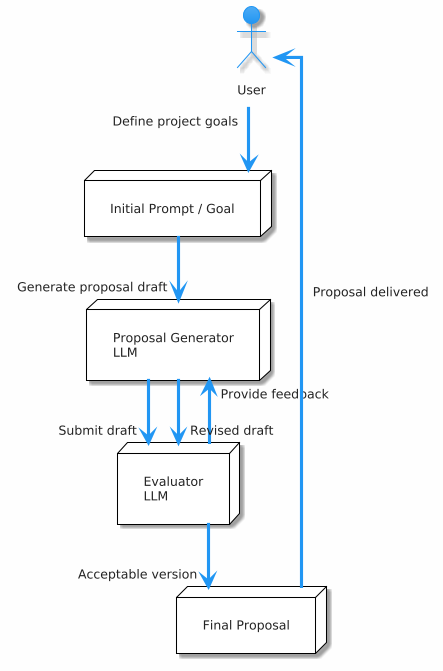 User
Define project goals
Initial Prompt / Goal
Generate proposal draft
Proposal delivered
Proposal Generator
LLM
Provide feedback
Submit draft
Revised draft
Evaluator
LLM
Acceptable version
Final Proposal